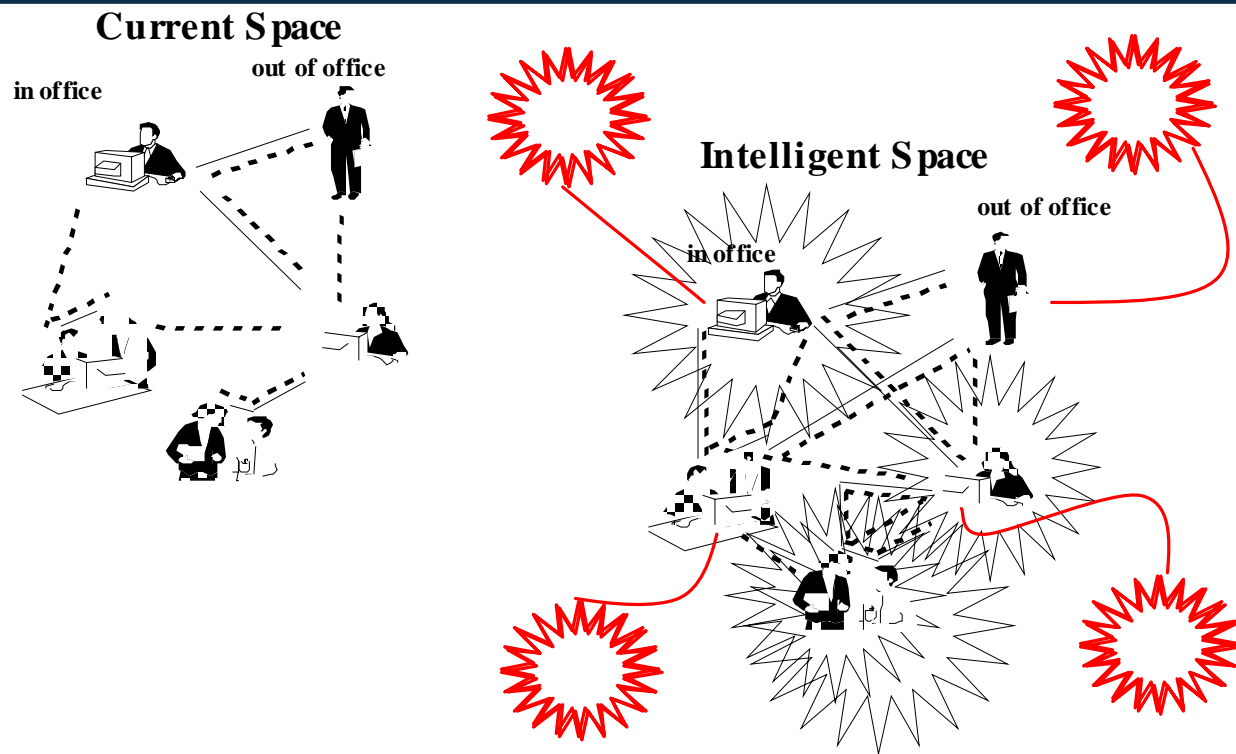 Current Space
out of office
in office
Intelligent Space
out of office
in office